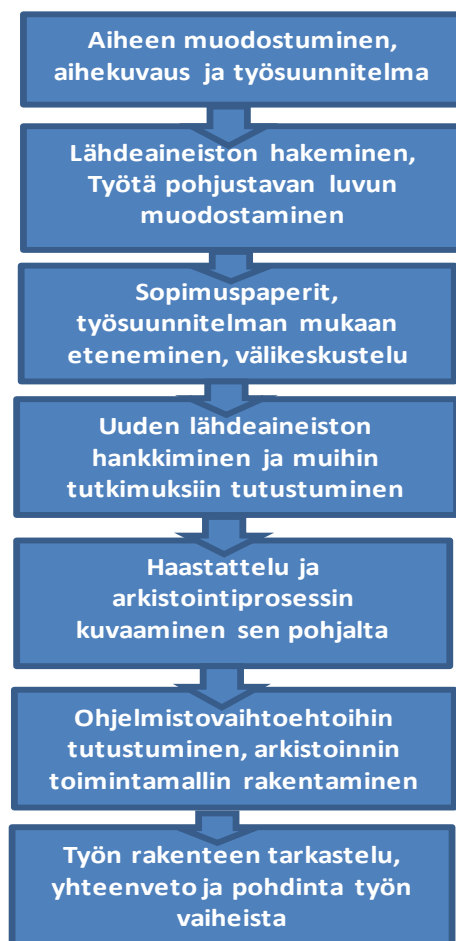 Aiheen muodostuminen,
aihekuvaus ja työsuunnitelma
Lähdeaineiston hakeminen,
Työtä pohjustavan luvun
muodostaminen
Sopimuspaperit,
työsuunnitelman mukaan
eteneminen, välikeskustelu
Uuden lähdeaineiston
hankkiminen ja muihin
tutkimuksiin tutustuminen
Haastattelu ja
arkistointiprosessin
kuvaaminen sen pohjalta
Ohjelmistovaihtoehtoihin
tutustuminen, arkistoinnin
toimintamallin rakentaminen
Työn rakenteen tarkastelu,
yhteenveto ja pohdinta työn
vaiheista